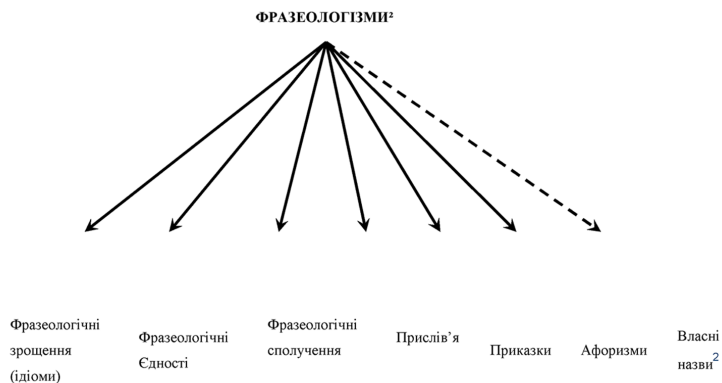 ФРАЗЕОЛОГІЗМИ²
Фразеологічні
зрощення
(ідіоми)
Фразеологічні
Єдності
Фразеологічні
сполучення
Прислів’я
Приказки
Афоризми
Власні
назви2